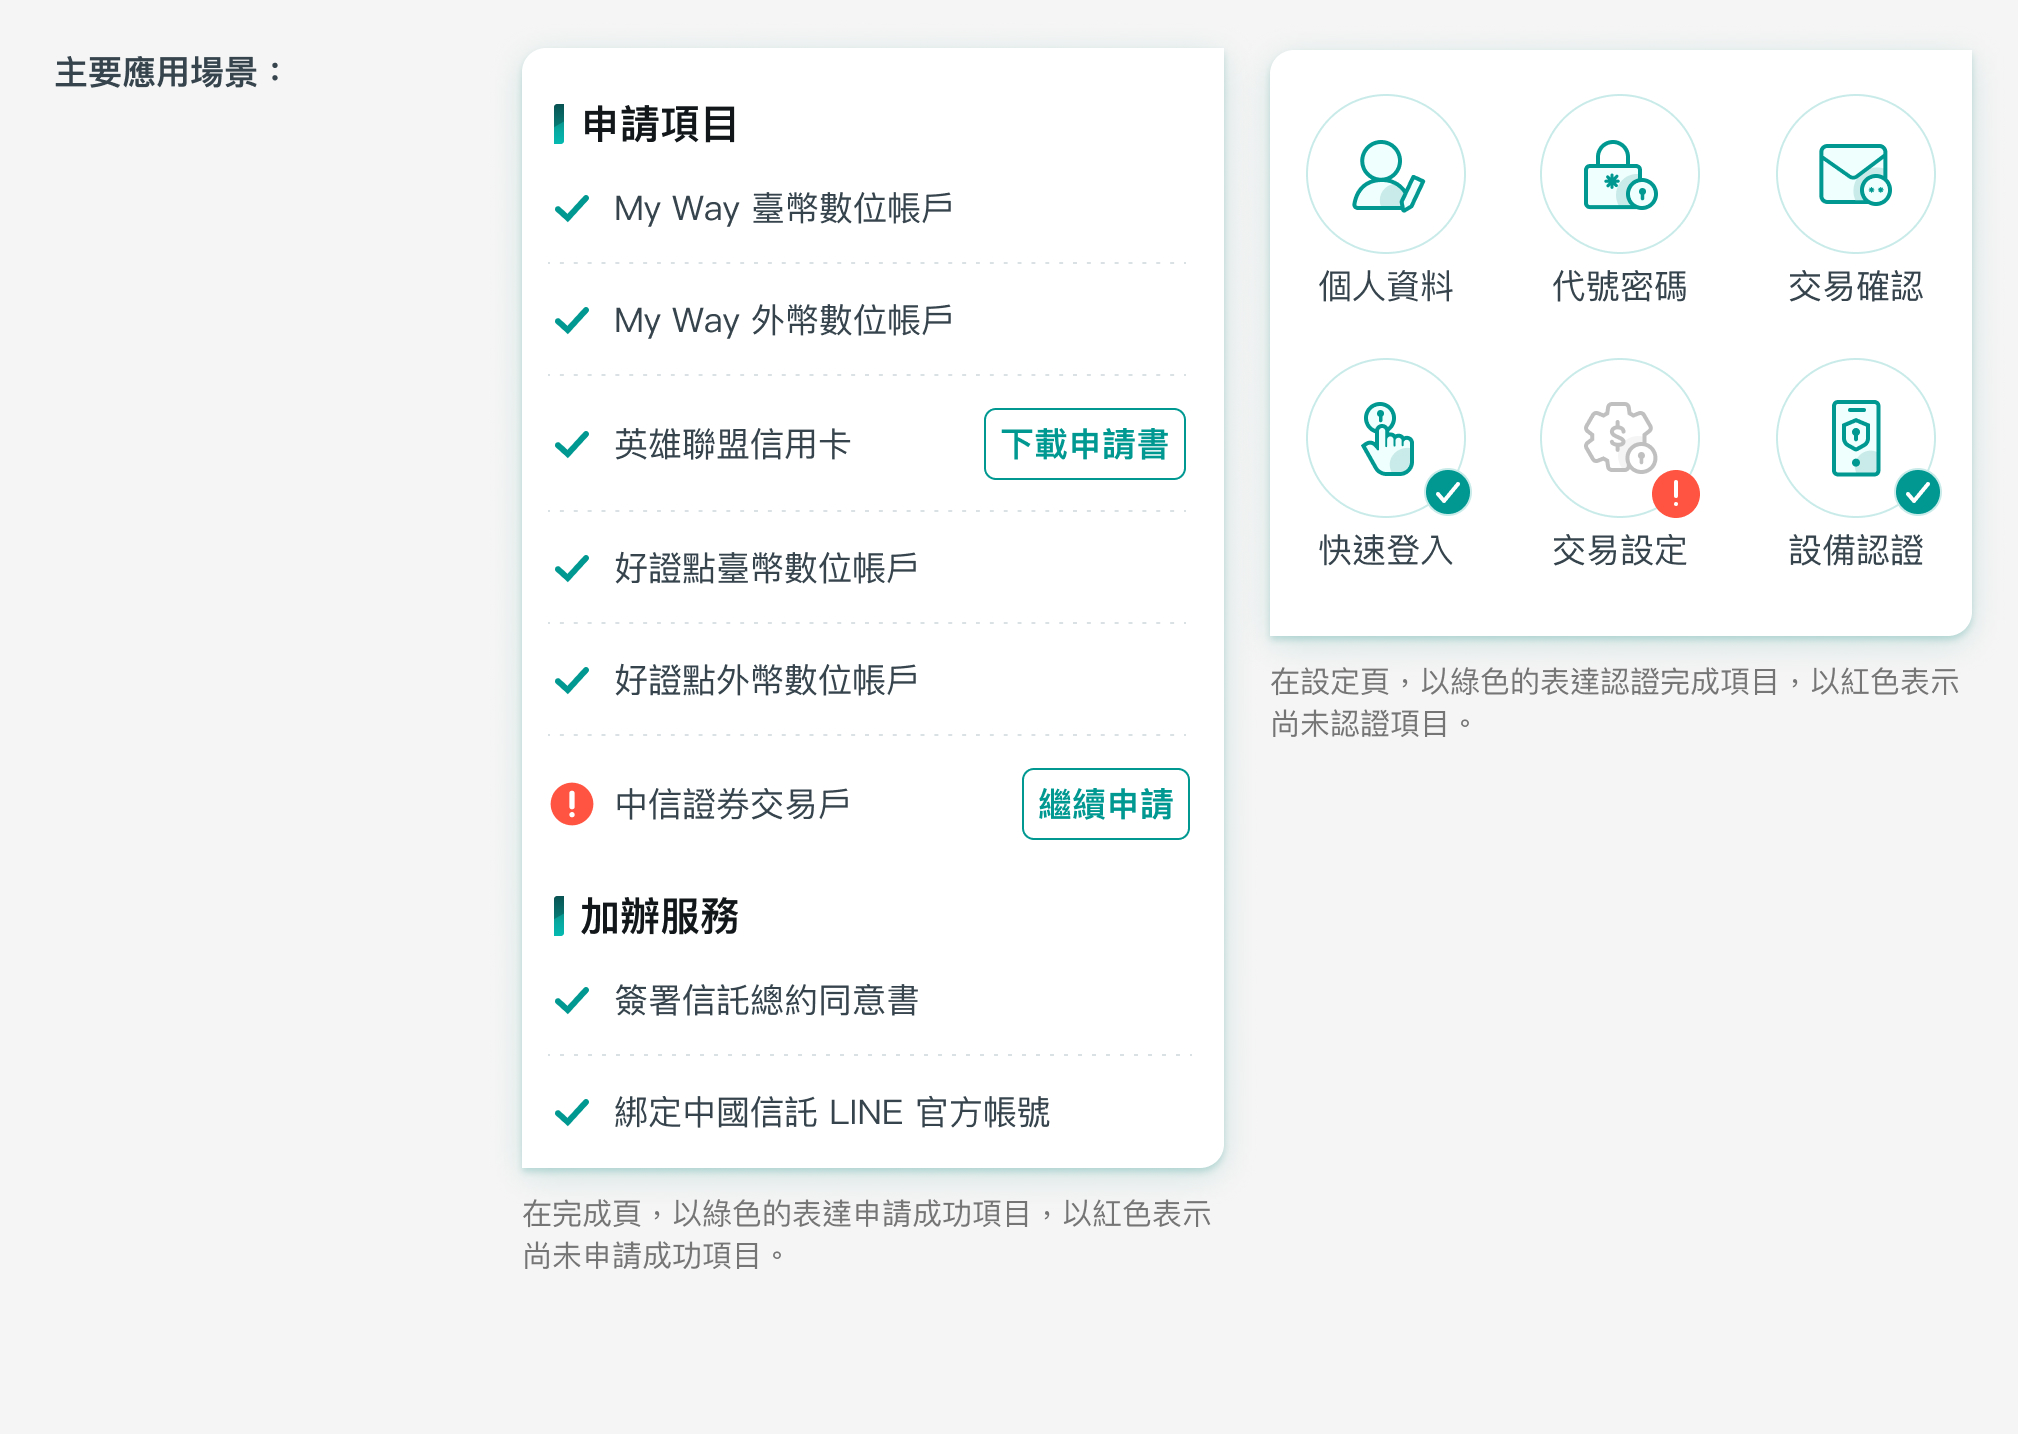 主要應用場景：
申請項目
My Way 臺幣數位帳戶
My Way 外幣數位帳戶
英雄聯盟信用卡
下載申請書
好證點臺幣數位帳戶
好證點外幣數位帳戶
中信證券交易戶
繼續申請
加辦服務
簽署信託總約同意書
綁定中國信託 LINE 官方帳號
在完成頁，以綠色的表達申請成功項目，以紅色表示
尚未申請成功項目。
個人資料
代號密碼
交易確認
快速登入
交易設定
設備認證
在設定頁，以綠色的表達認證完成項目，以紅色表示
尚未認證項目。